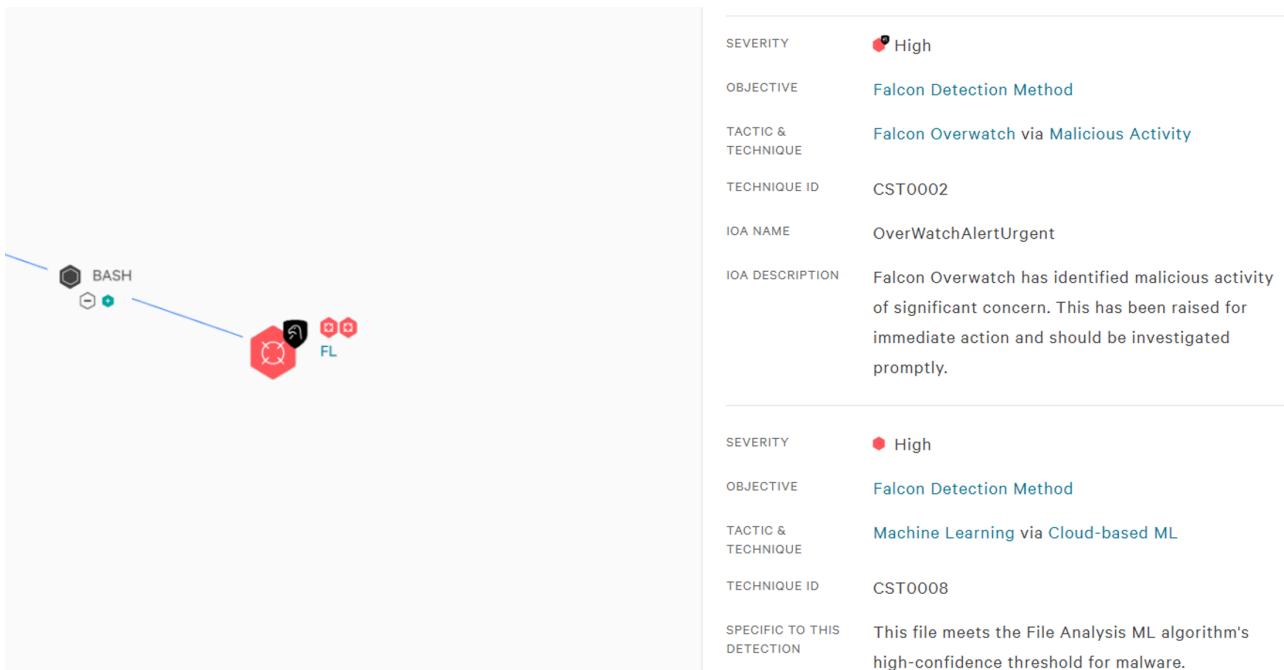 BASH
FL
SEVERITY
High
OBJECTIVE
Falcon Detection Method
TACTIC &
TECHNIQUE
Falcon Overwatch via Malicious Activity
TECHNIQUE ID
CST0002
IOA NAME
OverWatchAlertUrgent
IOA DESCRIPTION
Falcon Overwatch has identified malicious activity
of significant concern. This has been raised for
immediate action and should be investigated
promptly.
SEVERITY
High
OBJECTIVE
Falcon Detection Method
TACTIC &
TECHNIQUE
Machine Learning via Cloud-based ML
TECHNIQUE ID
CST0008
SPECIFIC TO THIS
DETECTION
This file meets the File Analysis ML algorithm's
high-confidence threshold for malware.